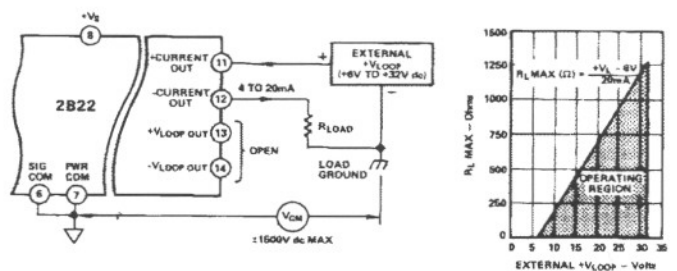 +VS
8
+CURRENT OUT
11
-CURRENT OUT
12
4 TO 20mA
2B22
+VLOOP OUT
13
OPEN
-VLOOP OUT
14
SIG COM
6
PWR COM
7
EXTERNAL
+VLOOP
(+6V TO +32V dc)
+
−
RLOAD
LOAD
GROUND
VCM
±1500V dc MAX
RL MAX – Ohms
1500
1250
1000
750
500
250
0
RL MAX (Ω) = +VL – 6V / 20mA
OPERATING
REGION
0 5 10 15 20 25 30 35
EXTERNAL +VLOOP – Volts